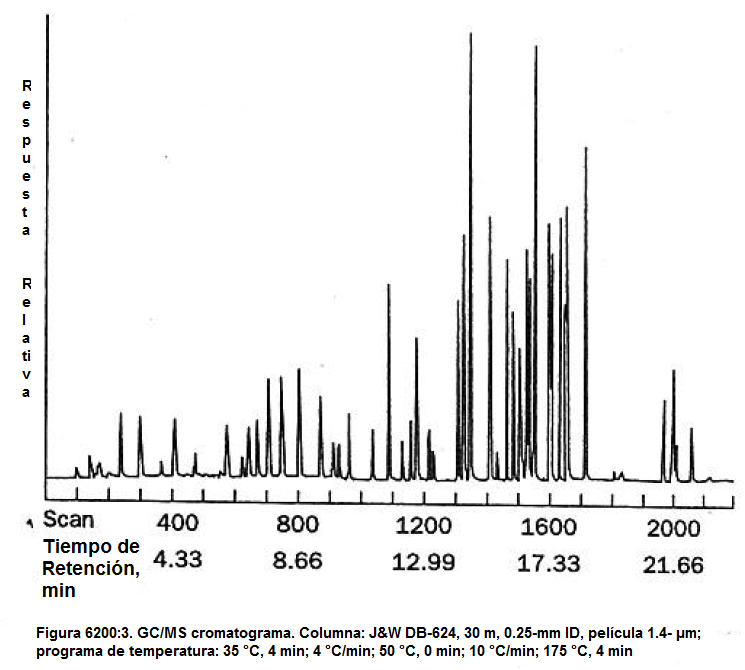 Respuesta
Relativa
Scan 400 800 1200 1600 2000
Tiempo de
Retención, 4.33 8.66 12.99 17.33 21.66
min
Figura 6200:3. GC/MS cromatograma. Columna: J&W DB-624, 30 m, 0.25-mm ID, película 1.4- µm;
programa de temperatura: 35 °C, 4 min; 4 °C/min; 50 °C, 0 min; 10 °C/min; 175 °C, 4 min